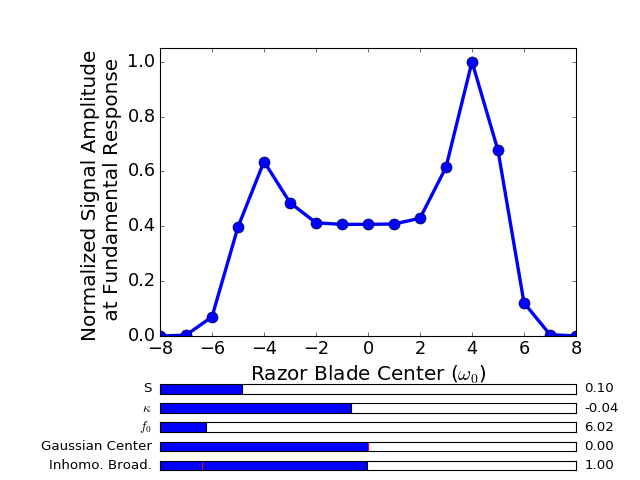 Normalized Signal Amplitude
at Fundamental Response
1.0
0.8
0.6
0.4
0.2
0.0
−8 −6 −4 −2 0 2 4 6 8
Razor Blade Center (ω₀)
S 0.10
κ -0.04
f₀ 6.02
Gaussian Center 0.00
Inhomo. Broad. 1.00